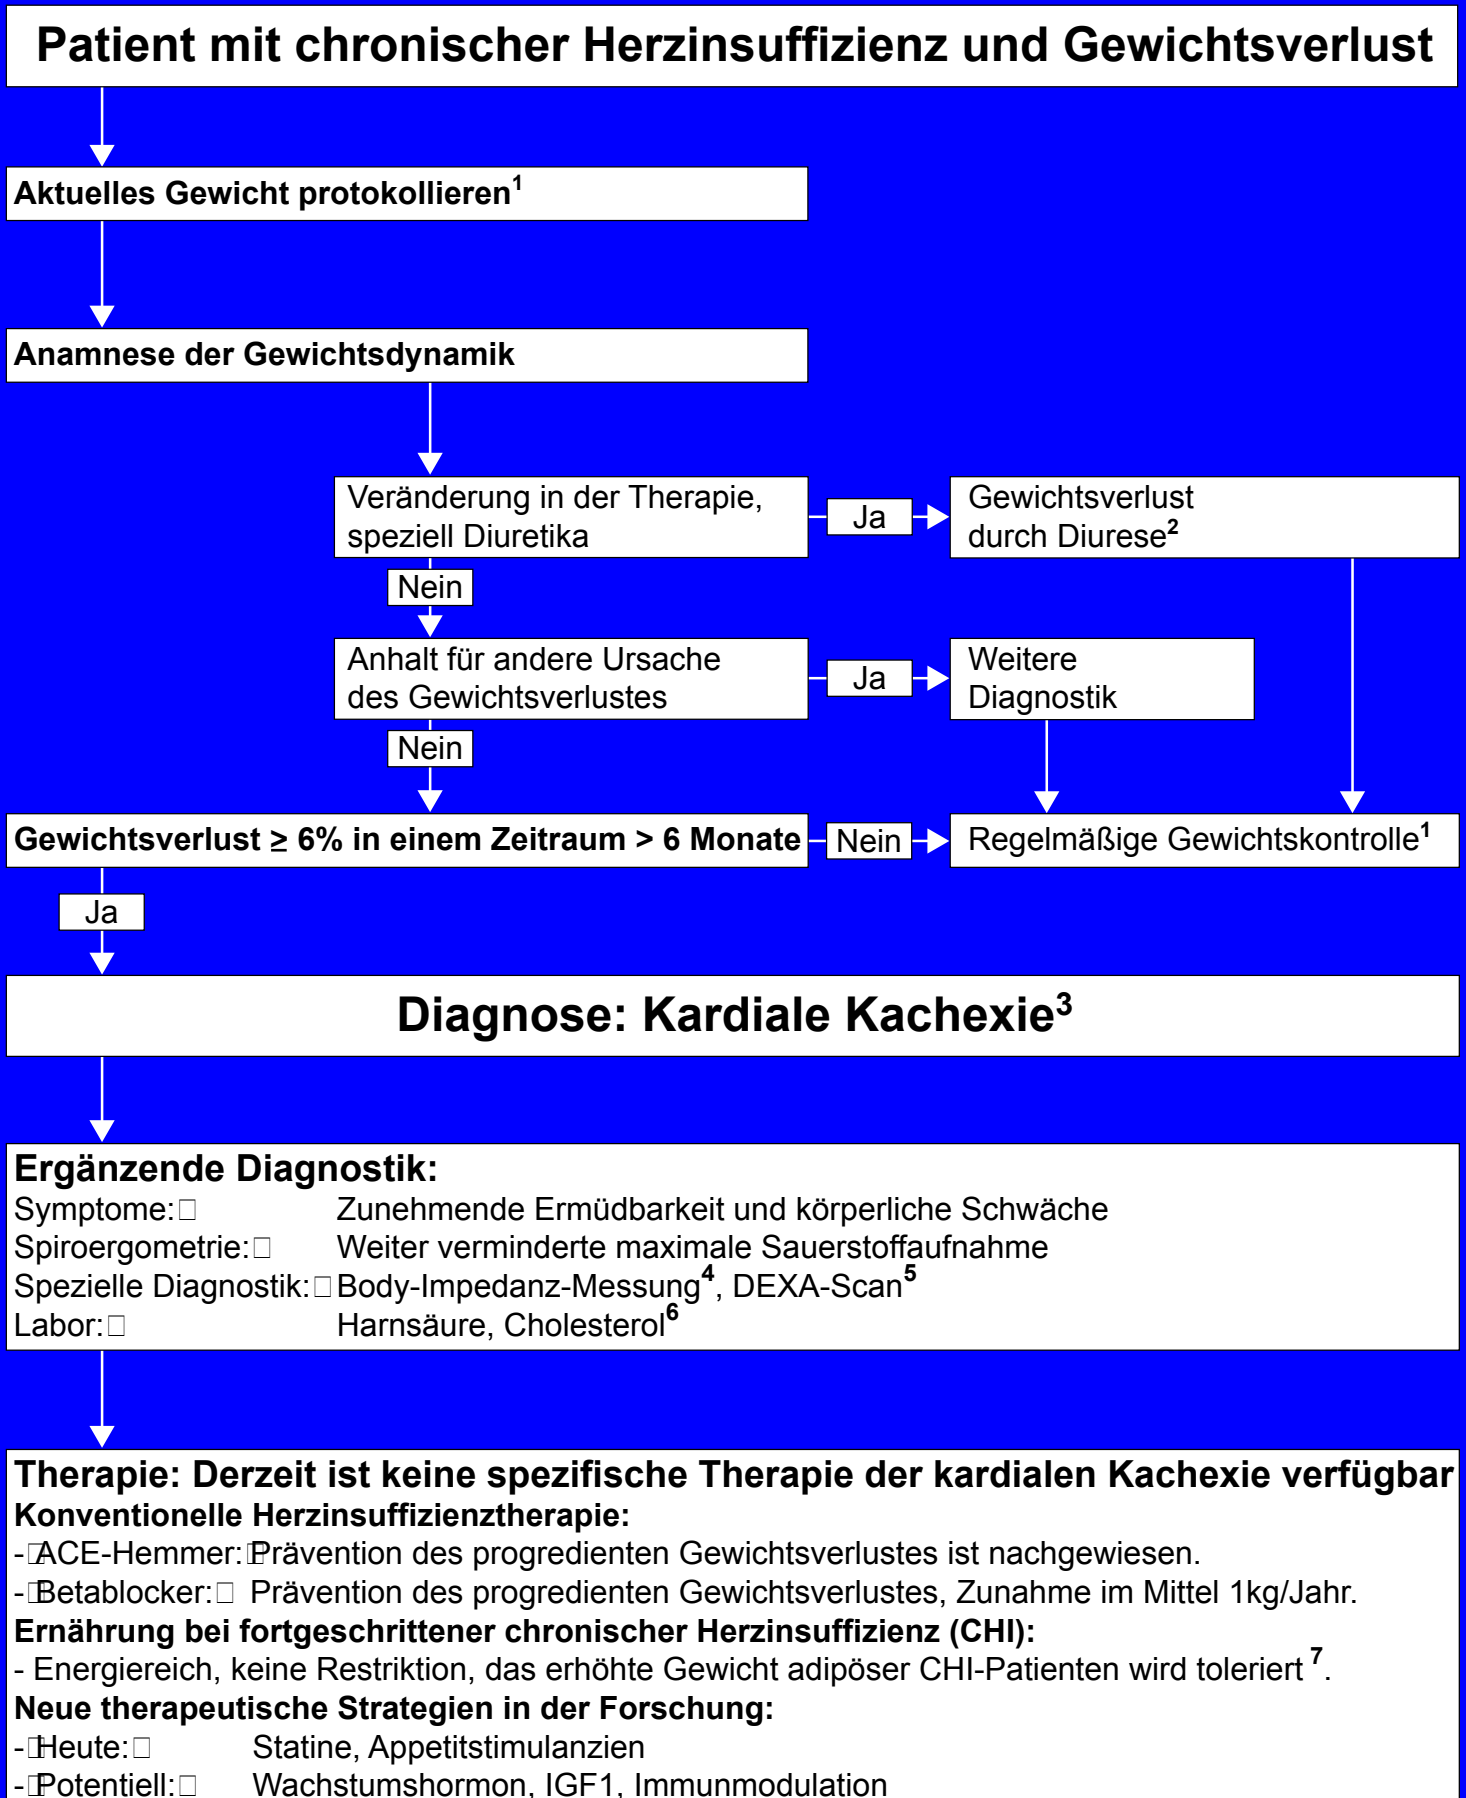 Patient mit chronischer Herzinsuffizienz und Gewichtsverlust
Aktuelles Gewicht protokollieren¹
Anamnese der Gewichtsdynamik
Veränderung in der Therapie,
speziell Diuretika
Ja
Gewichtsverlust
durch Diurese²
Nein
Anhalt für andere Ursache
des Gewichtsverlustes
Ja
Weitere
Diagnostik
Nein
Gewichtsverlust ≥ 6% in einem Zeitraum > 6 Monate
Nein
Regelmäßige Gewichtskontrolle¹
Ja
Diagnose: Kardiale Kachexie³
Ergänzende Diagnostik:
Symptome: Zunehmende Ermüdbarkeit und körperliche Schwäche
Spiroergometrie: Weiter verminderte maximale Sauerstoffaufnahme
Spezielle Diagnostik: Body-Impedanz-Messung⁴, DEXA-Scan⁵
Labor: Harnsäure, Cholesterol⁶
Therapie: Derzeit ist keine spezifische Therapie der kardialen Kachexie verfügbar
Konventionelle Herzinsuffizienztherapie:
- ACE-Hemmer: Prävention des progredienten Gewichtsverlustes ist nachgewiesen.
- Betablocker: Prävention des progredienten Gewichtsverlustes, Zunahme im Mittel 1kg/Jahr.
Ernährung bei fortgeschrittener chronischer Herzinsuffizienz (CHI):
- Energiereich, keine Restriktion, das erhöhte Gewicht adipöser CHI-Patienten wird toleriert ⁷.
Neue therapeutische Strategien in der Forschung:
- Heute: Statine, Appetitstimulanzien
- Potentiell: Wachstumshormon, IGF1, Immunmodulation